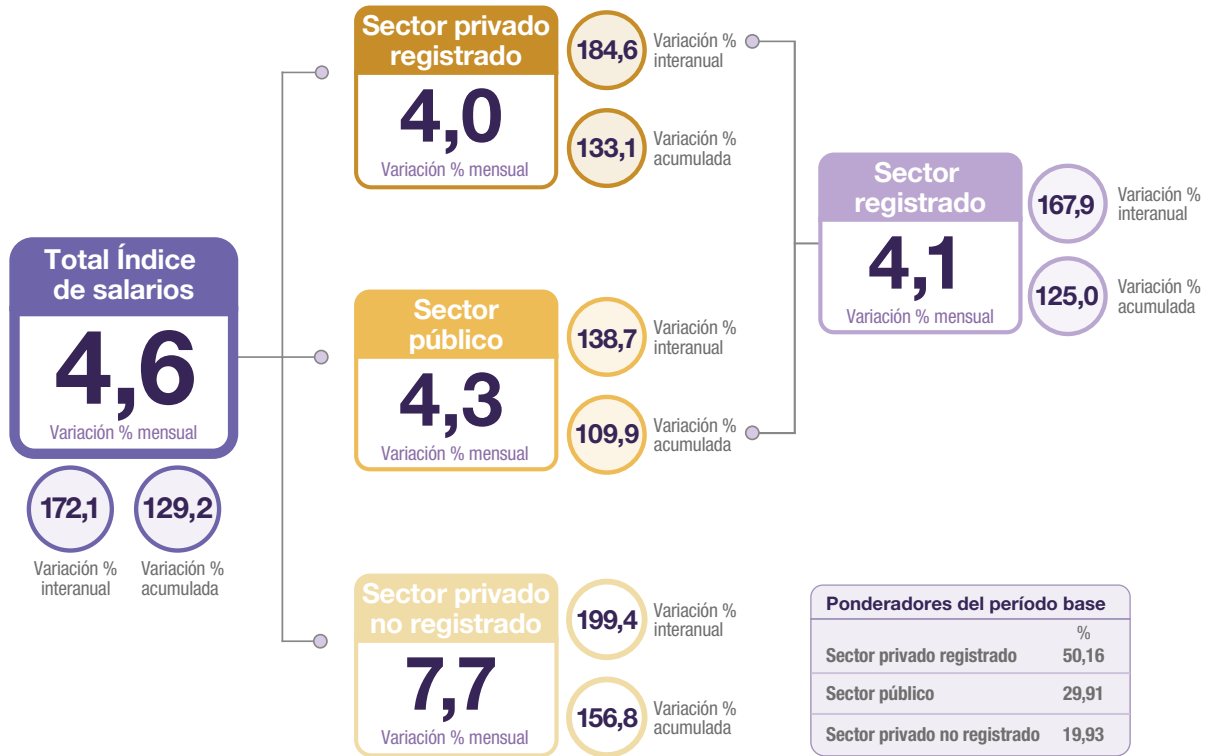 Total Índice
de salarios
4,6
Variación % mensual
172,1
Variación %
interanual
129,2
Variación %
acumulada
Sector privado
registrado
4,0
Variación % mensual
184,6
Variación %
interanual
133,1
Variación %
acumulada
Sector
público
4,3
Variación % mensual
138,7
Variación %
interanual
109,9
Variación %
acumulada
Sector privado
no registrado
7,7
Variación % mensual
199,4
Variación %
interanual
156,8
Variación %
acumulada
Sector
registrado
4,1
Variación % mensual
167,9
Variación %
interanual
125,0
Variación %
acumulada
Ponderadores del período base
%
Sector privado registrado 50,16
Sector público 29,91
Sector privado no registrado 19,93